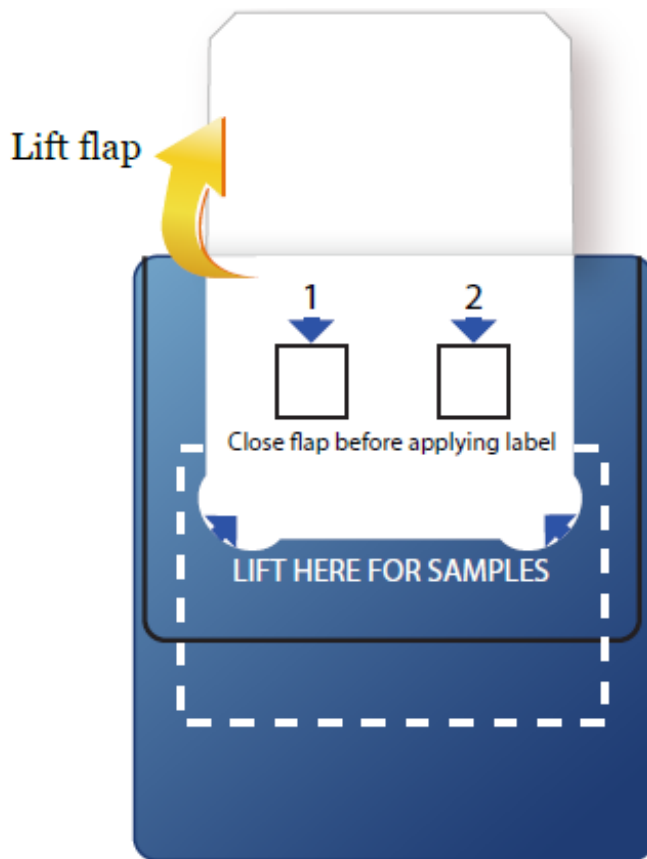 Lift flap
1 2
Close flap before applying label
LIFT HERE FOR SAMPLES